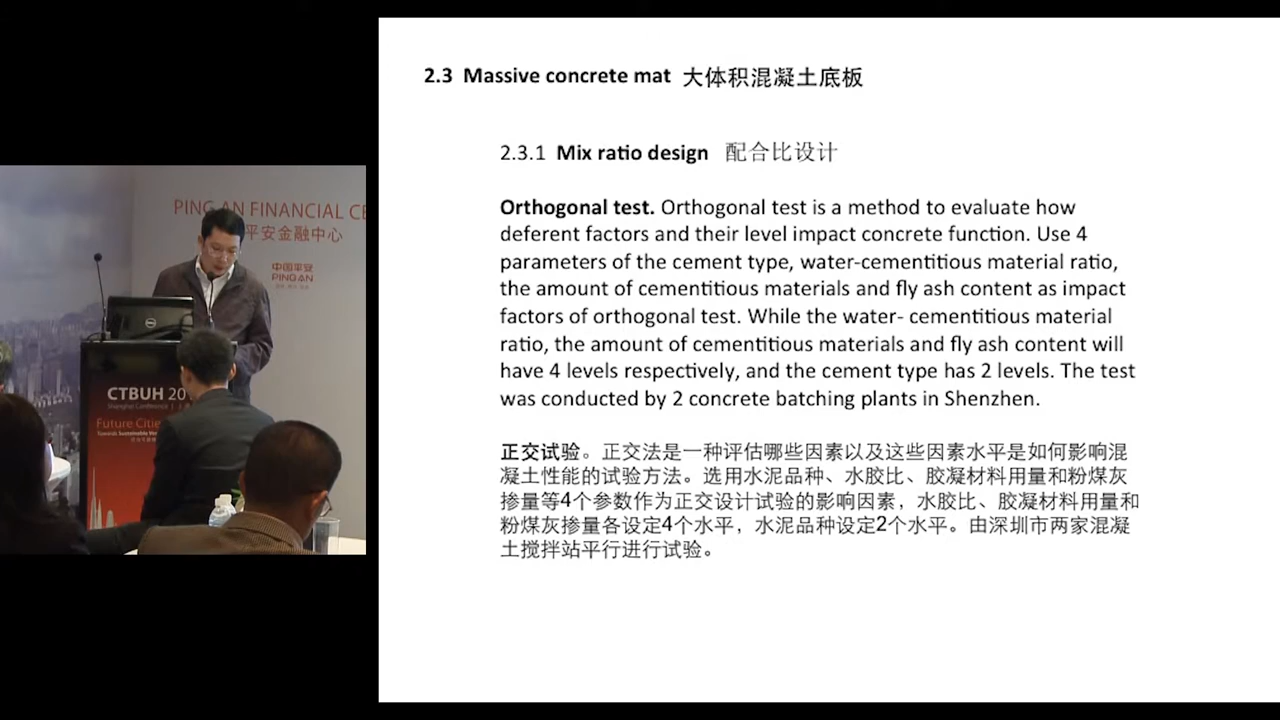 2.3 Massive concrete mat 大体积混凝土底板
2.3.1 Mix ratio design 配合比设计
Orthogonal test. Orthogonal test is a method to evaluate how
deferent factors and their level impact concrete function. Use 4
parameters of the cement type, water-cementitious material ratio,
the amount of cementitious materials and fly ash content as impact
factors of orthogonal test. While the water- cementitious material
ratio, the amount of cementitious materials and fly ash content will
have 4 levels respectively, and the cement type has 2 levels. The test
was conducted by 2 concrete batching plants in Shenzhen.
正交试验。正交法是一种评估哪些因素以及这些因素水平是如何影响混
凝土性能的试验方法。选用水泥品种、水胶比、胶凝材料用量和粉煤灰
掺量等4个参数作为正交设计试验的影响因素，水胶比、胶凝材料用量和
粉煤灰掺量各设定4个水平，水泥品种设定2个水平。由深圳市两家混凝
土搅拌站平行进行试验。
PING AN FINANCIAL CE
平安金融中心
中国平安
PING AN
DELL
CTBUH 20
Shanghai Conference
Future Citie
Towards Sustainable Ver